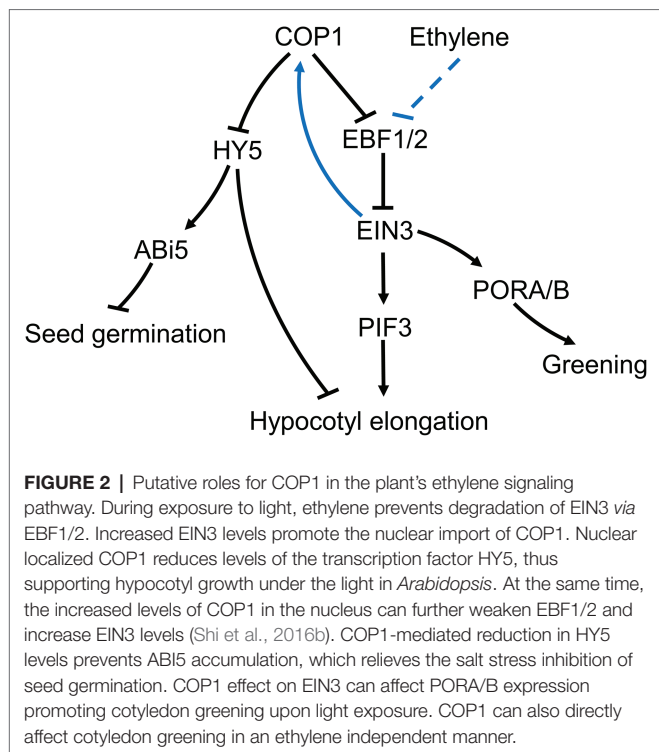 COP1 Ethylene
HY5 EBF1/2
ABi5 EIN3
PORA/B
Seed germination PIF3
Greening
Hypocotyl elongation
FIGURE 2 | Putative roles for COP1 in the plant's ethylene signaling
pathway. During exposure to light, ethylene prevents degradation of EIN3 via
EBF1/2. Increased EIN3 levels promote the nuclear import of COP1. Nuclear
localized COP1 reduces levels of the transcription factor HY5, thus
supporting hypocotyl growth under the light in Arabidopsis. At the same time,
the increased levels of COP1 in the nucleus can further weaken EBF1/2 and
increase EIN3 levels (Shi et al., 2016b). COP1-mediated reduction in HY5
levels prevents ABI5 accumulation, which relieves the salt stress inhibition of
seed germination. COP1 effect on EIN3 can affect PORA/B expression
promoting cotyledon greening upon light exposure. COP1 can also directly
affect cotyledon greening in an ethylene independent manner.